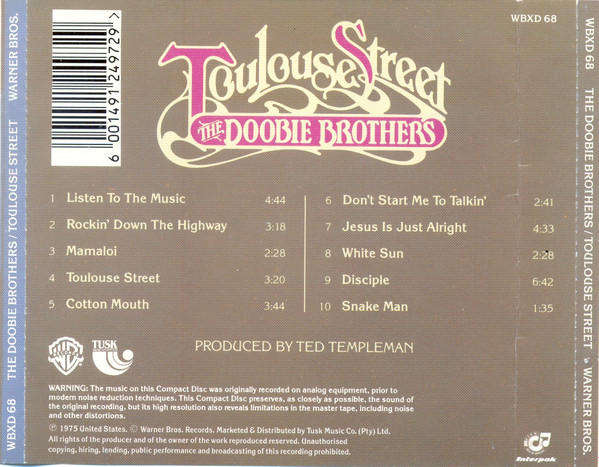 WBXD 68
6 001491 249729 >
Toulouse Street
THE DOOBIE BROTHERS
1 Listen To The Music 4:44
2 Rockin' Down The Highway 3:18
3 Mamaloi 2:28
4 Toulouse Street 3:20
5 Cotton Mouth 3:44
6 Don't Start Me To Talkin' 2:41
7 Jesus Is Just Alright 4:33
8 White Sun 2:28
9 Disciple 6:42
10 Snake Man 1:35
PRODUCED BY TED TEMPLEMAN
TUSK
WARNING: The music on this Compact Disc was originally recorded on analog equipment, prior to
modern noise reduction techniques. This Compact Disc preserves, as closely as possible, the sound of
the original recording, but its high resolution also reveals limitations in the master tape, including noise
and other distortions.
℗ 1975 United States. © Warner Bros. Records. Marketed & Distributed by Tusk Music Co. (Pty) Ltd.
All rights of the producer and of the owner of the work reproduced reserved. Unauthorised
copying, hiring, lending, public performance and broadcasting of this recording prohibited.
Interpak
WBXD 68 THE DOOBIE BROTHERS / TOULOUSE STREET WARNER BROS.
WBXD 68 THE DOOBIE BROTHERS / TOULOUSE STREET WARNER BROS.